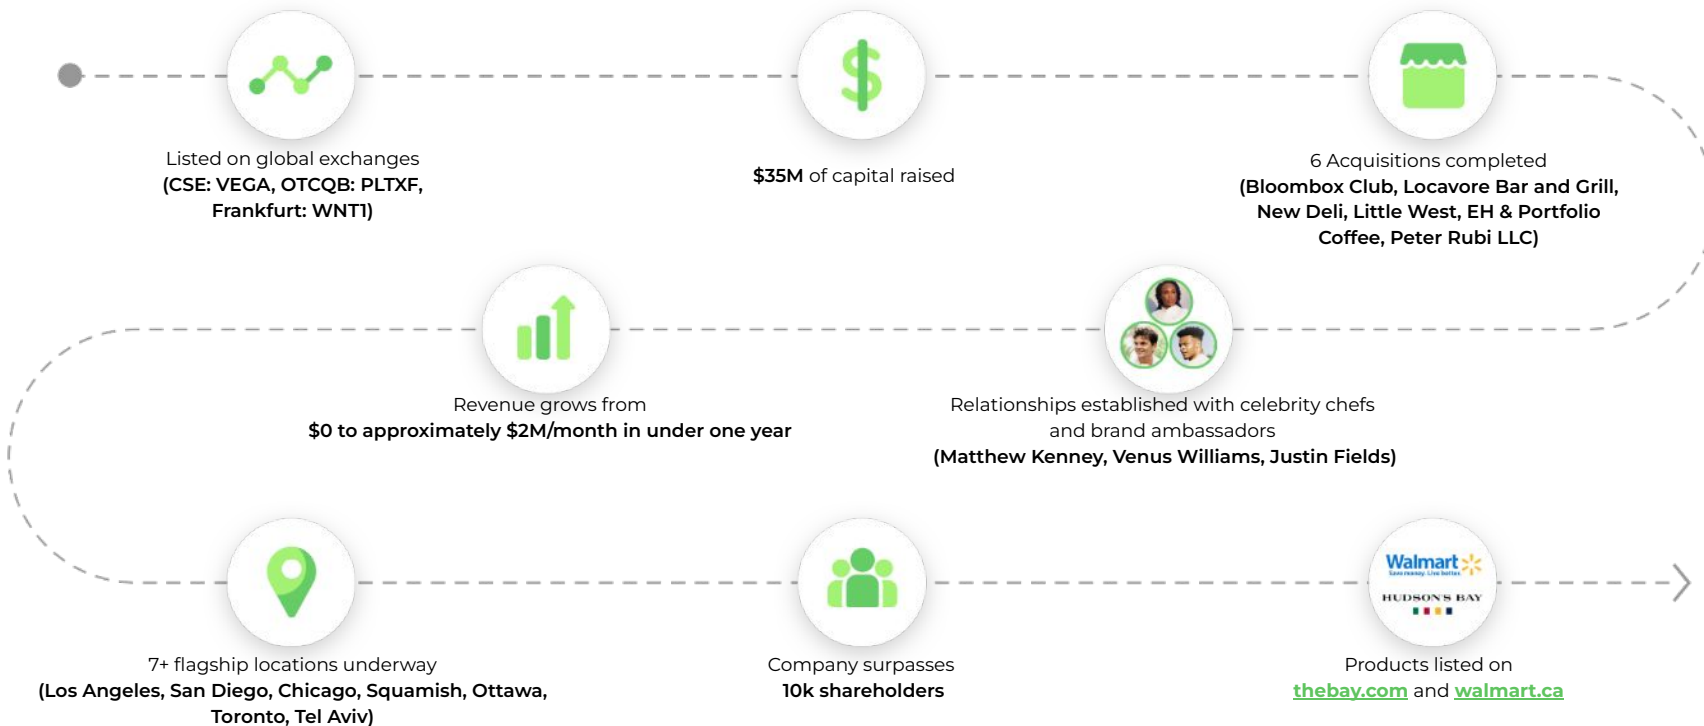 Listed on global exchanges
(CSE: VEGA, OTCQB: PLTXF,
Frankfurt: WNT1)
$35M of capital raised
6 Acquisitions completed
(Bloombox Club, Locavore Bar and Grill,
New Deli, Little West, EH & Portfolio
Coffee, Peter Rubi LLC)
Revenue grows from
$0 to approximately $2M/month in under one year
Relationships established with celebrity chefs
and brand ambassadors
(Matthew Kenney, Venus Williams, Justin Fields)
7+ flagship locations underway
(Los Angeles, San Diego, Chicago, Squamish, Ottawa,
Toronto, Tel Aviv)
Company surpasses
10k shareholders
Walmart
Save money. Live better.
HUDSON'S BAY
Products listed on
thebay.com and walmart.ca